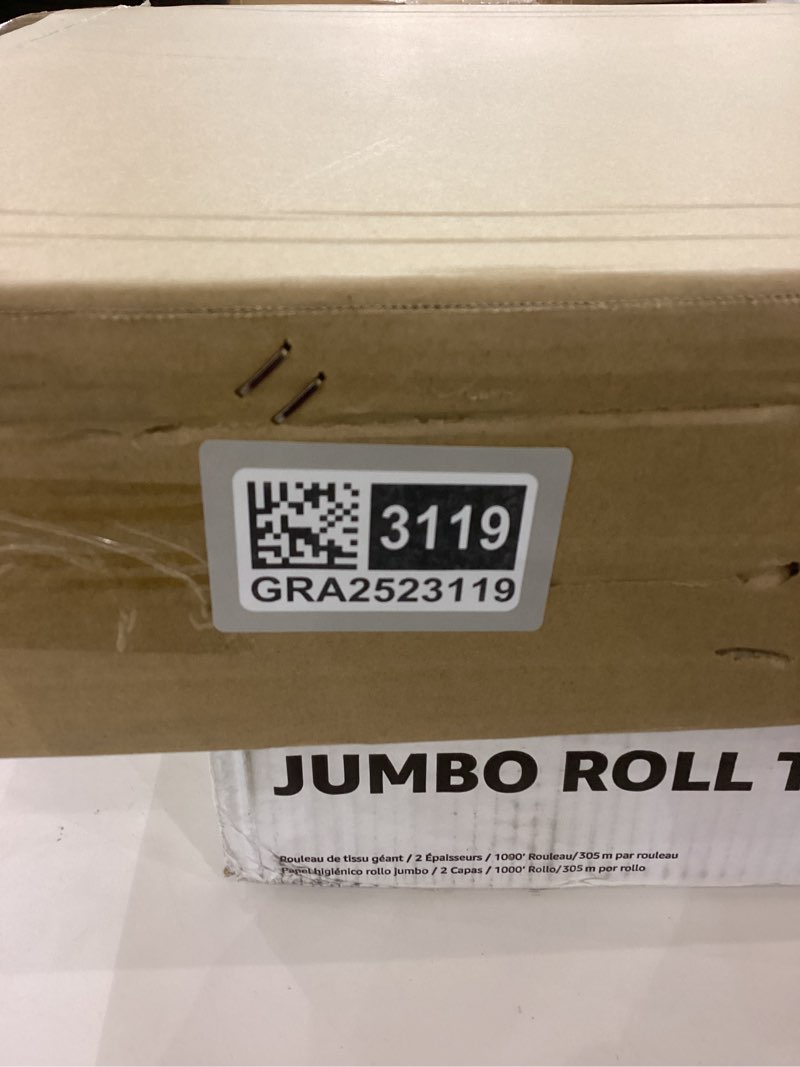 3119
GRA2523119
JUMBO ROLL
Rouleau de tissu géant / 2 Épaisseurs / 1000' Rouleau/305 m par rouleau
Papel higiénico rollo jumbo / 2 Capas / 1000' Rollo/305 m por rollo